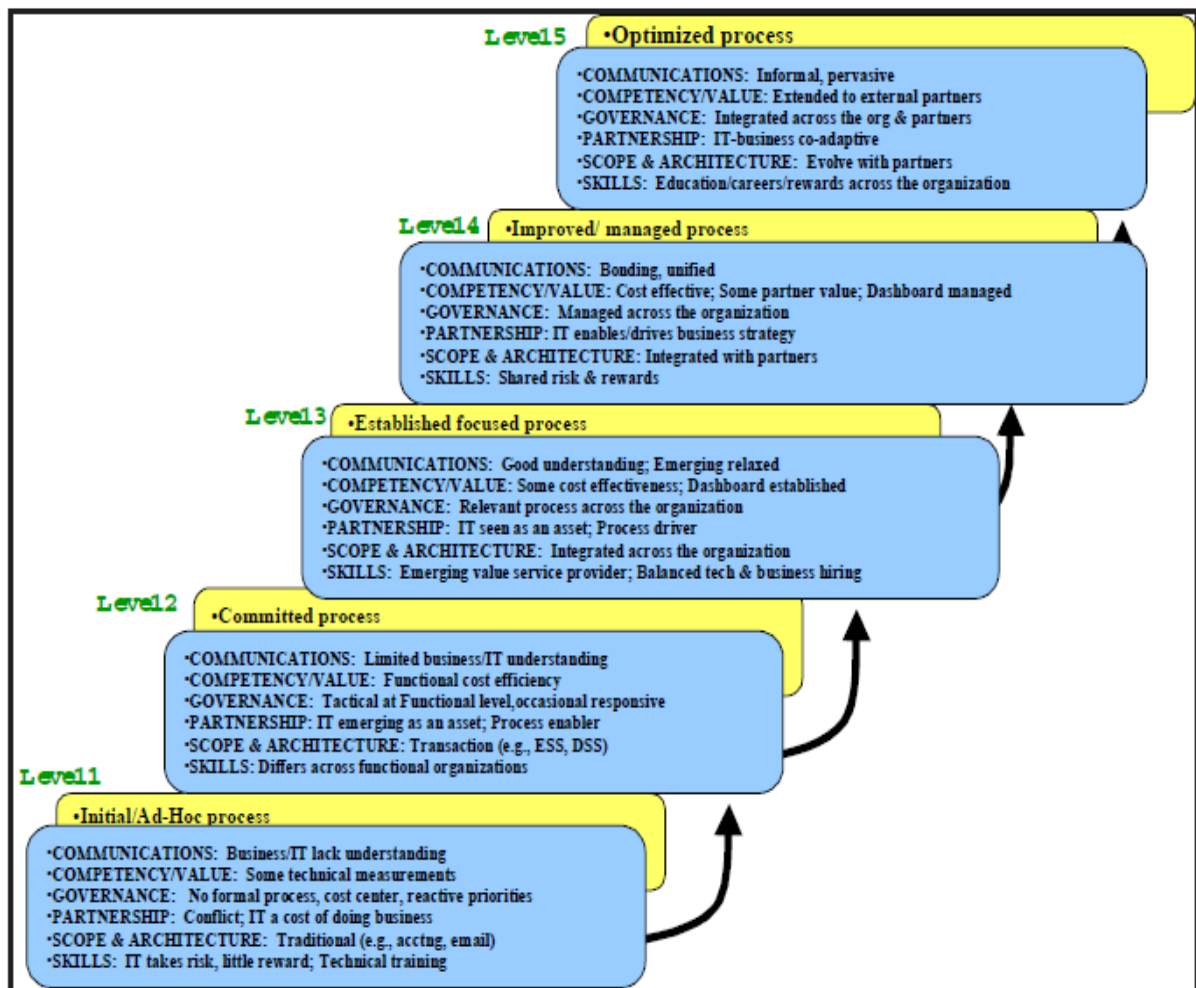 Level5
•Optimized process
•COMMUNICATIONS: Informal, pervasive
•COMPETENCY/VALUE: Extended to external partners
•GOVERNANCE: Integrated across the org & partners
•PARTNERSHIP: IT-business co-adaptive
•SCOPE & ARCHITECTURE: Evolve with partners
•SKILLS: Education/careers/rewards across the organization
Level4
•Improved/ managed process
•COMMUNICATIONS: Bonding, unified
•COMPETENCY/VALUE: Cost effective; Some partner value; Dashboard managed
•GOVERNANCE: Managed across the organization
•PARTNERSHIP: IT enables/drives business strategy
•SCOPE & ARCHITECTURE: Integrated with partners
•SKILLS: Shared risk & rewards
Level3
•Established focused process
•COMMUNICATIONS: Good understanding; Emerging relaxed
•COMPETENCY/VALUE: Some cost effectiveness; Dashboard established
•GOVERNANCE: Relevant process across the organization
•PARTNERSHIP: IT seen as an asset; Process driver
•SCOPE & ARCHITECTURE: Integrated across the organization
•SKILLS: Emerging value service provider; Balanced tech & business hiring
Level2
•Committed process
•COMMUNICATIONS: Limited business/IT understanding
•COMPETENCY/VALUE: Functional cost efficiency
•GOVERNANCE: Tactical at Functional level,occasional responsive
•PARTNERSHIP: IT emerging as an asset; Process enabler
•SCOPE & ARCHITECTURE: Transaction (e.g., ESS, DSS)
•SKILLS: Differs across functional organizations
Level1
•Initial/Ad-Hoc process
•COMMUNICATIONS: Business/IT lack understanding
•COMPETENCY/VALUE: Some technical measurements
•GOVERNANCE: No formal process, cost center, reactive priorities
•PARTNERSHIP: Conflict; IT a cost of doing business
•SCOPE & ARCHITECTURE: Traditional (e.g., acctng, email)
•SKILLS: IT takes risk, little reward; Technical training